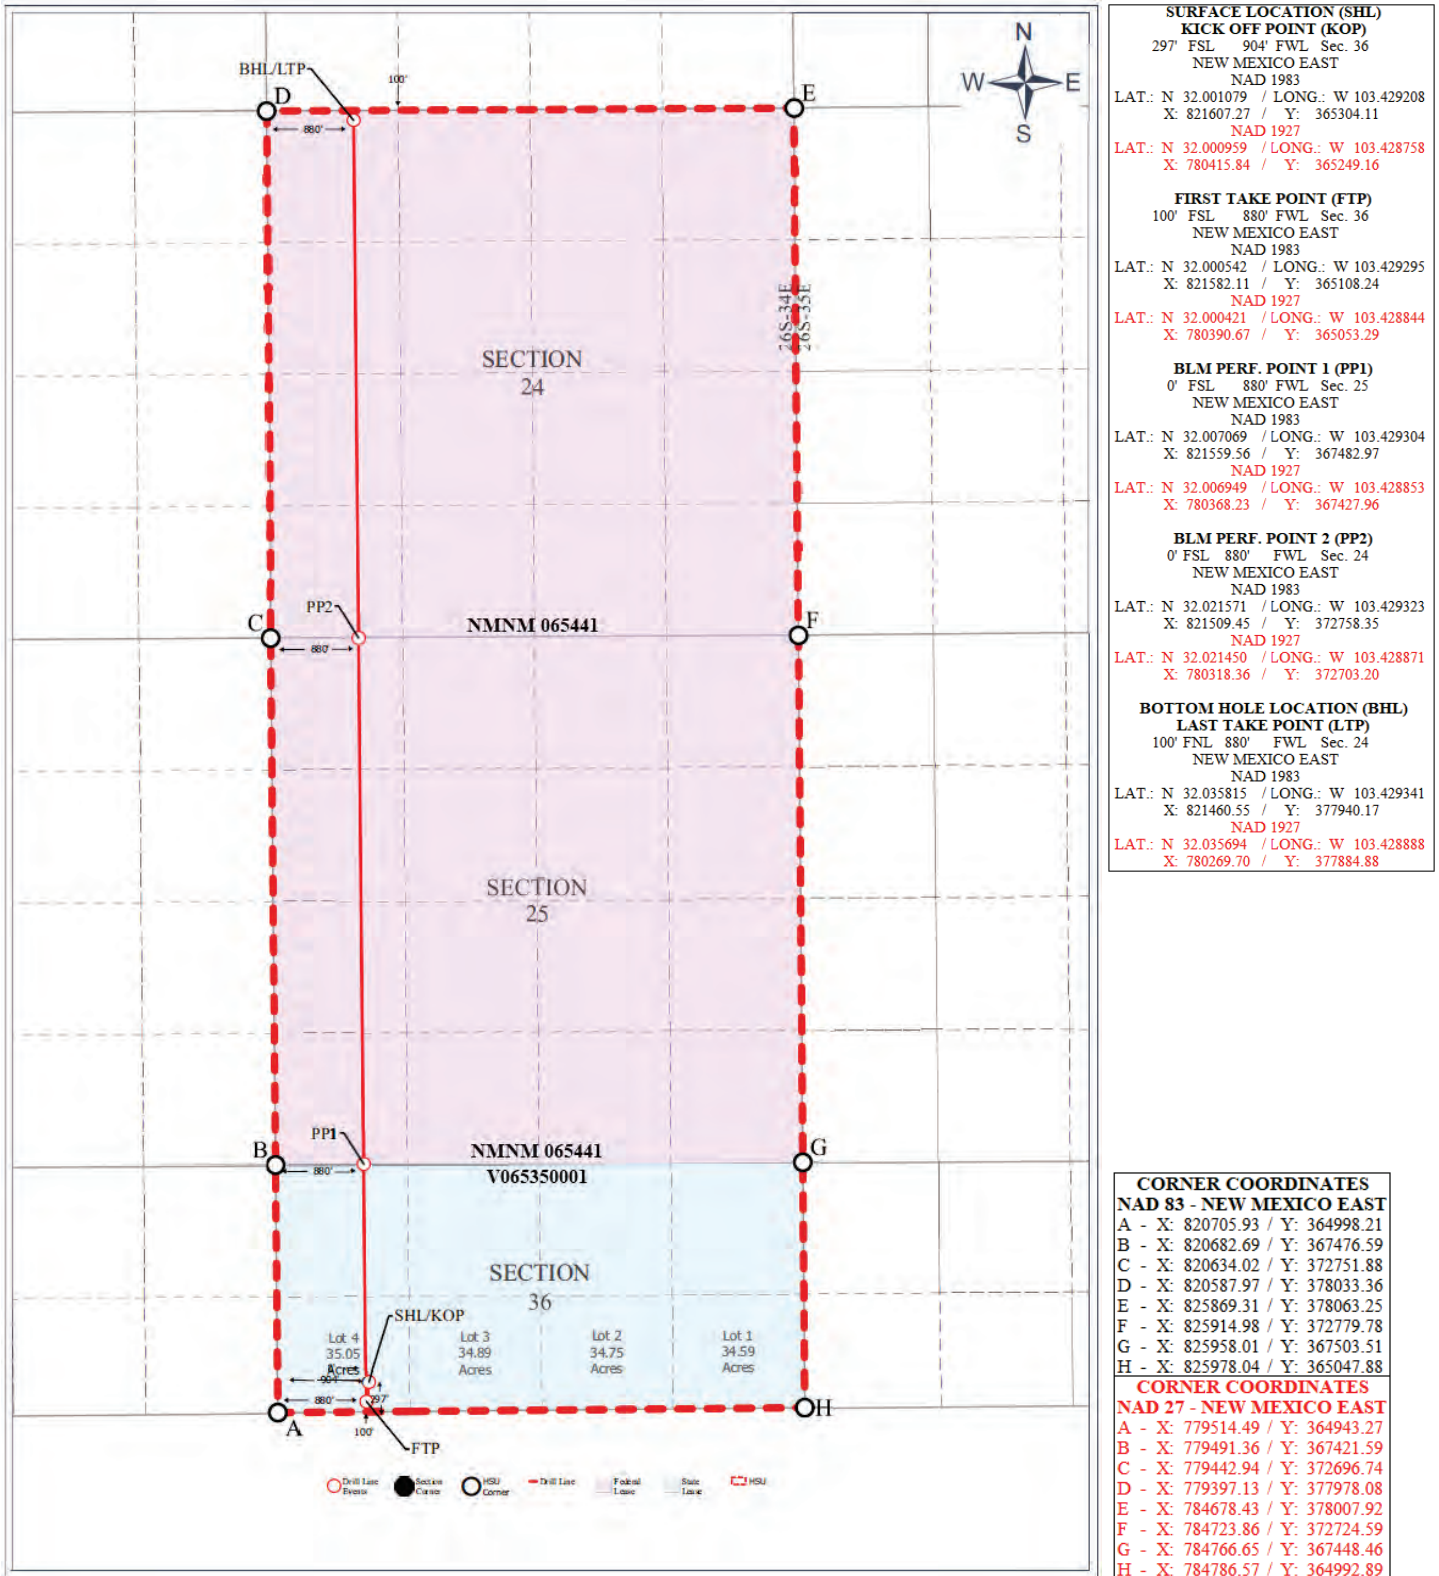 N
W E
S
BHL/LTP
D
100'
E
880'
26S-34E
26S-35E
SECTION
24
C
PP2
NMNM 065441
F
880'
SECTION
25
B
PP1
NMNM 065441
G
880'
V065350001
SECTION
36
SHL/KOP
Lot 4
35.05
Acres
Lot 3
34.89
Acres
Lot 2
34.75
Acres
Lot 1
34.59
Acres
904'
880'
297'
A
H
100'
FTP
Drill Line
Events
Section
Corner
HSU
Corner
Drill Line
Federal
Lease
State
Lease
HSU
SURFACE LOCATION (SHL)
KICK OFF POINT (KOP)
297' FSL 904' FWL Sec. 36
NEW MEXICO EAST
NAD 1983
LAT.: N 32.001079 / LONG.: W 103.429208
X: 821607.27 / Y: 365304.11
NAD 1927
LAT.: N 32.000959 / LONG.: W 103.428758
X: 780415.84 / Y: 365249.16
FIRST TAKE POINT (FTP)
100' FSL 880' FWL Sec. 36
NEW MEXICO EAST
NAD 1983
LAT.: N 32.000542 / LONG.: W 103.429295
X: 821582.11 / Y: 365108.24
NAD 1927
LAT.: N 32.000421 / LONG.: W 103.428844
X: 780390.67 / Y: 365053.29
BLM PERF. POINT 1 (PP1)
0' FSL 880' FWL Sec. 25
NEW MEXICO EAST
NAD 1983
LAT.: N 32.007069 / LONG.: W 103.429304
X: 821559.56 / Y: 367482.97
NAD 1927
LAT.: N 32.006949 / LONG.: W 103.428853
X: 780368.23 / Y: 367427.96
BLM PERF. POINT 2 (PP2)
0' FSL 880' FWL Sec. 24
NEW MEXICO EAST
NAD 1983
LAT.: N 32.021571 / LONG.: W 103.429323
X: 821509.45 / Y: 372758.35
NAD 1927
LAT.: N 32.021450 / LONG.: W 103.428871
X: 780318.36 / Y: 372703.20
BOTTOM HOLE LOCATION (BHL)
LAST TAKE POINT (LTP)
100' FNL 880' FWL Sec. 24
NEW MEXICO EAST
NAD 1983
LAT.: N 32.035815 / LONG.: W 103.429341
X: 821460.55 / Y: 377940.17
NAD 1927
LAT.: N 32.035694 / LONG.: W 103.428888
X: 780269.70 / Y: 377884.88
CORNER COORDINATES
NAD 83 - NEW MEXICO EAST
A - X: 820705.93 / Y: 364998.21
B - X: 820682.69 / Y: 367476.59
C - X: 820634.02 / Y: 372751.88
D - X: 820587.97 / Y: 378033.36
E - X: 825869.31 / Y: 378063.25
F - X: 825914.98 / Y: 372779.78
G - X: 825958.01 / Y: 367503.51
H - X: 825978.04 / Y: 365047.88
CORNER COORDINATES
NAD 27 - NEW MEXICO EAST
A - X: 779514.49 / Y: 364943.27
B - X: 779491.36 / Y: 367421.59
C - X: 779442.94 / Y: 372696.74
D - X: 779397.13 / Y: 377978.08
E - X: 784678.43 / Y: 378007.92
F - X: 784723.86 / Y: 372724.59
G - X: 784766.65 / Y: 367448.46
H - X: 784786.57 / Y: 364992.89